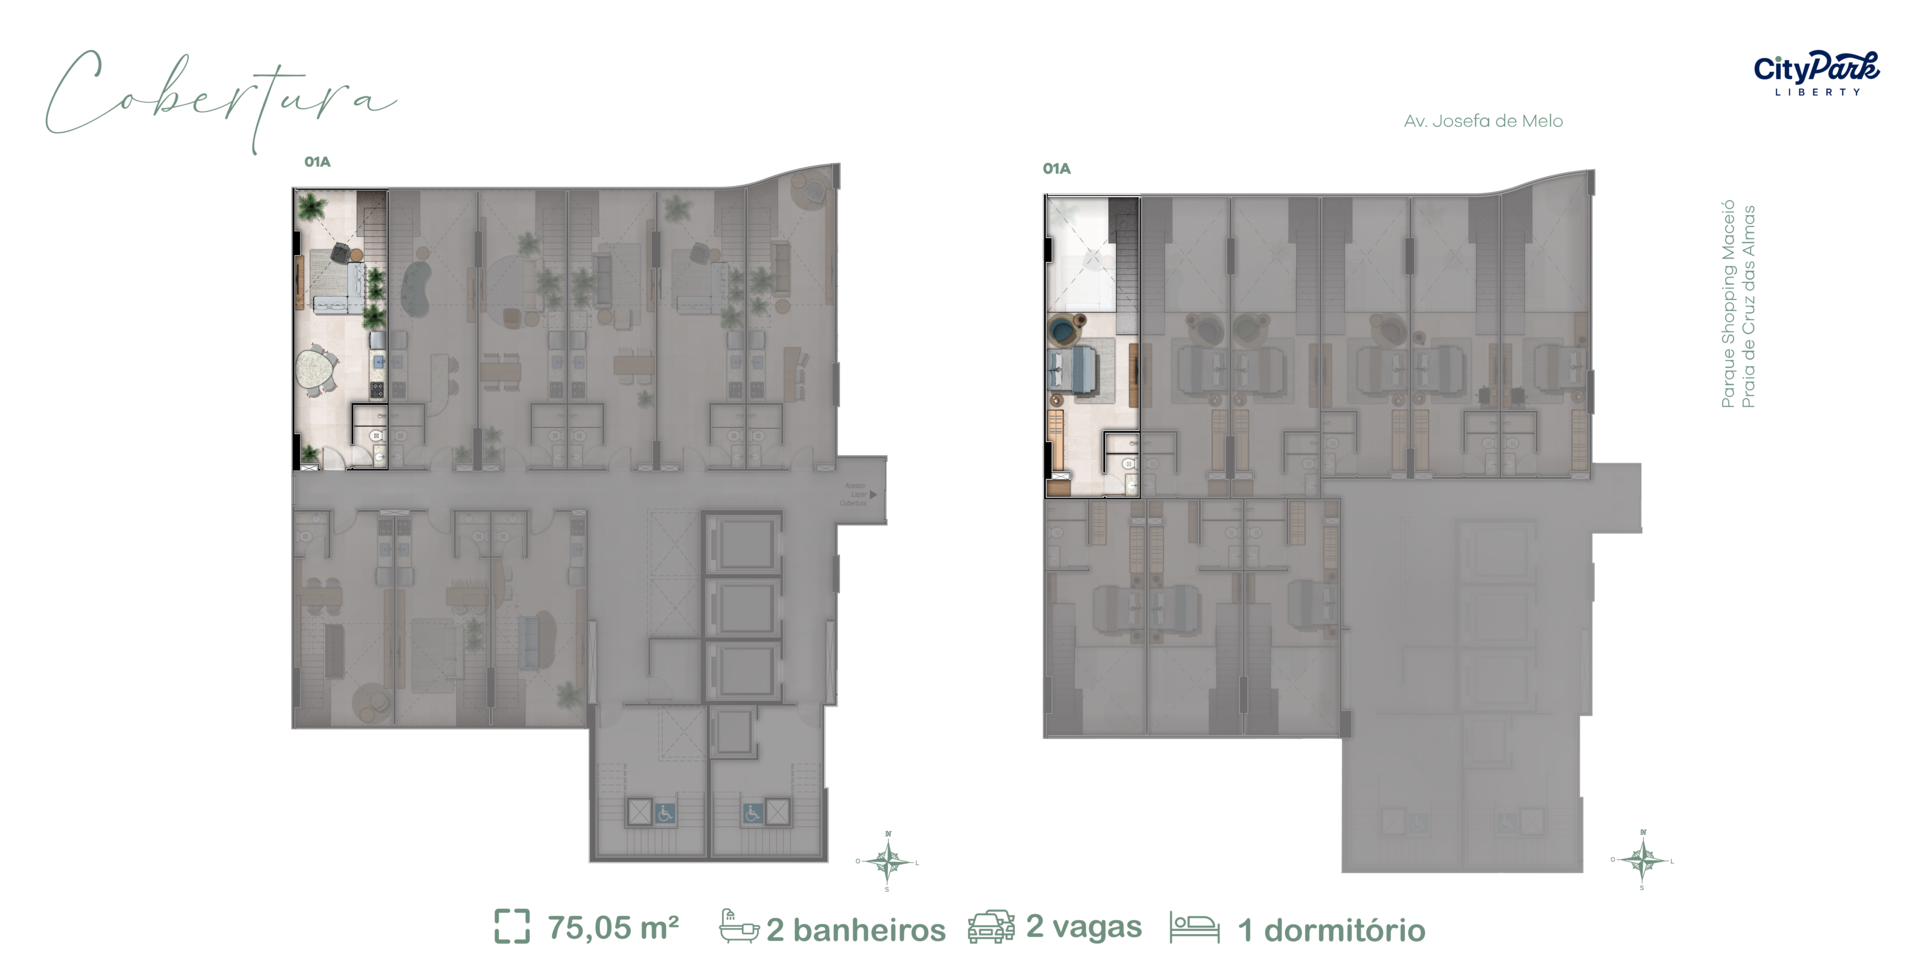 Cobertura
CityPark
LIBERTY
Av. Josefa de Melo
01A
01A
Parque Shopping Maceió
Praia de Cruz das Almas
Acesso
Lazer
Cobertura
N
O
L
S
N
O
L
S
75,05 m²
2 banheiros
2 vagas
1 dormitório